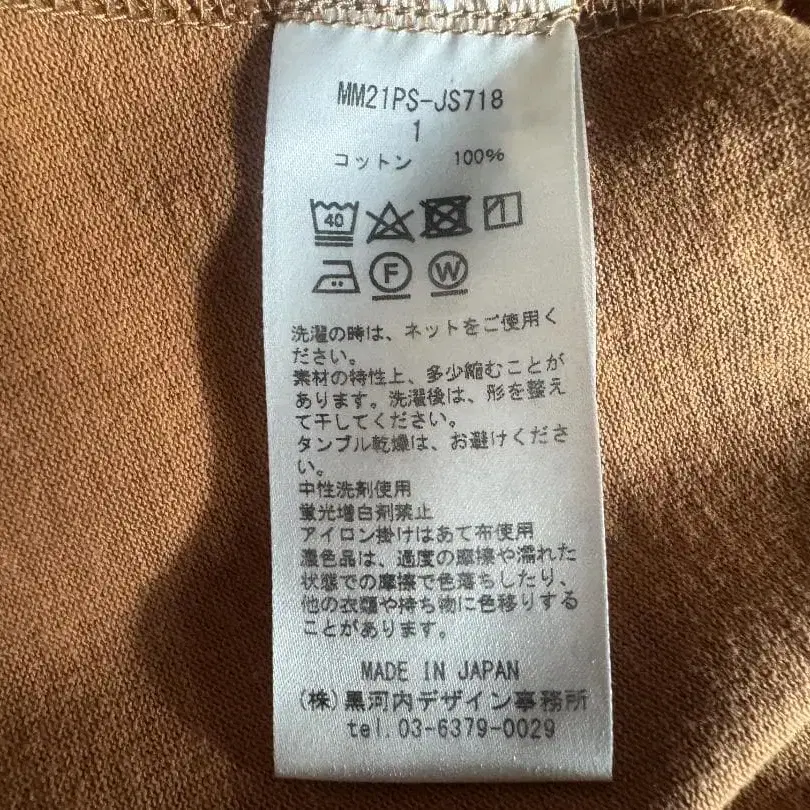 MM21PS-JS718
1
コットン 100%
40
F W
洗濯の時は、ネットをご使用く
ださい。
素材の特性上、多少縮むことが
あります。洗濯後は、形を整え
て干してください。
タンブル乾燥は、お避けくださ
い。
中性洗剤使用
蛍光増白剤禁止
アイロン掛けはあて布使用
濃色品は、過度の摩擦や濡れた
状態での摩擦で色落ちしたり、
他の衣類や持ち物に色移りする
ことがあります。
MADE IN JAPAN
(株)黒河内デザイン事務所
tel.03-6379-0029